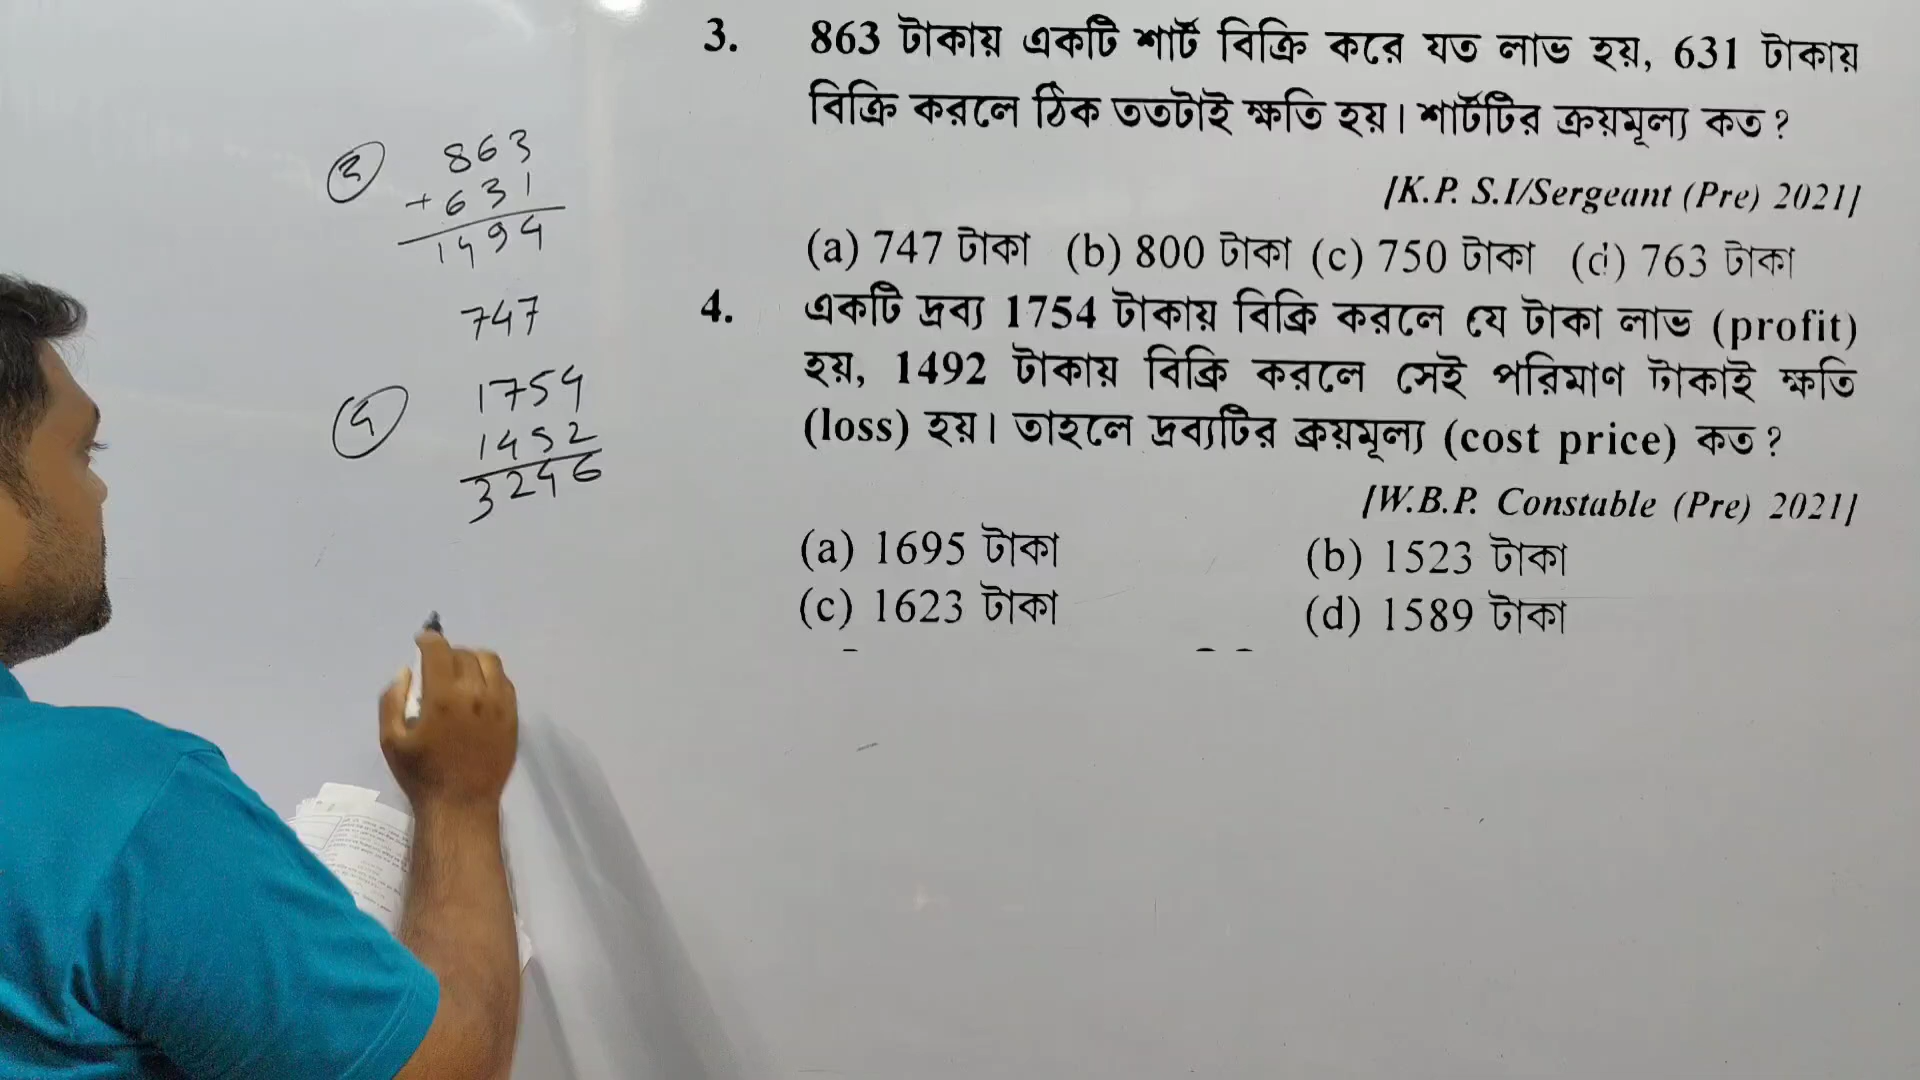 3. 863 টাকায় একটি শার্ট বিক্রি করে যত লাভ হয়, 631 টাকায়
বিক্রি করলে ঠিক ততটাই ক্ষতি হয়। শার্টটির ক্রয়মূল্য কত?
[K.P. S.I/Sergeant (Pre) 2021]
(a) 747 টাকা (b) 800 টাকা (c) 750 টাকা (d) 763 টাকা
4. একটি দ্রব্য 1754 টাকায় বিক্রি করলে যে টাকা লাভ (profit)
হয়, 1492 টাকায় বিক্রি করলে সেই পরিমাণ টাকাই ক্ষতি
(loss) হয়। তাহলে দ্রব্যটির ক্রয়মূল্য (cost price) কত?
[W.B.P. Constable (Pre) 2021]
(a) 1695 টাকা (b) 1523 টাকা
(c) 1623 টাকা (d) 1589 টাকা
3 863
+ 631
1494
747
4 1754
1492
3246